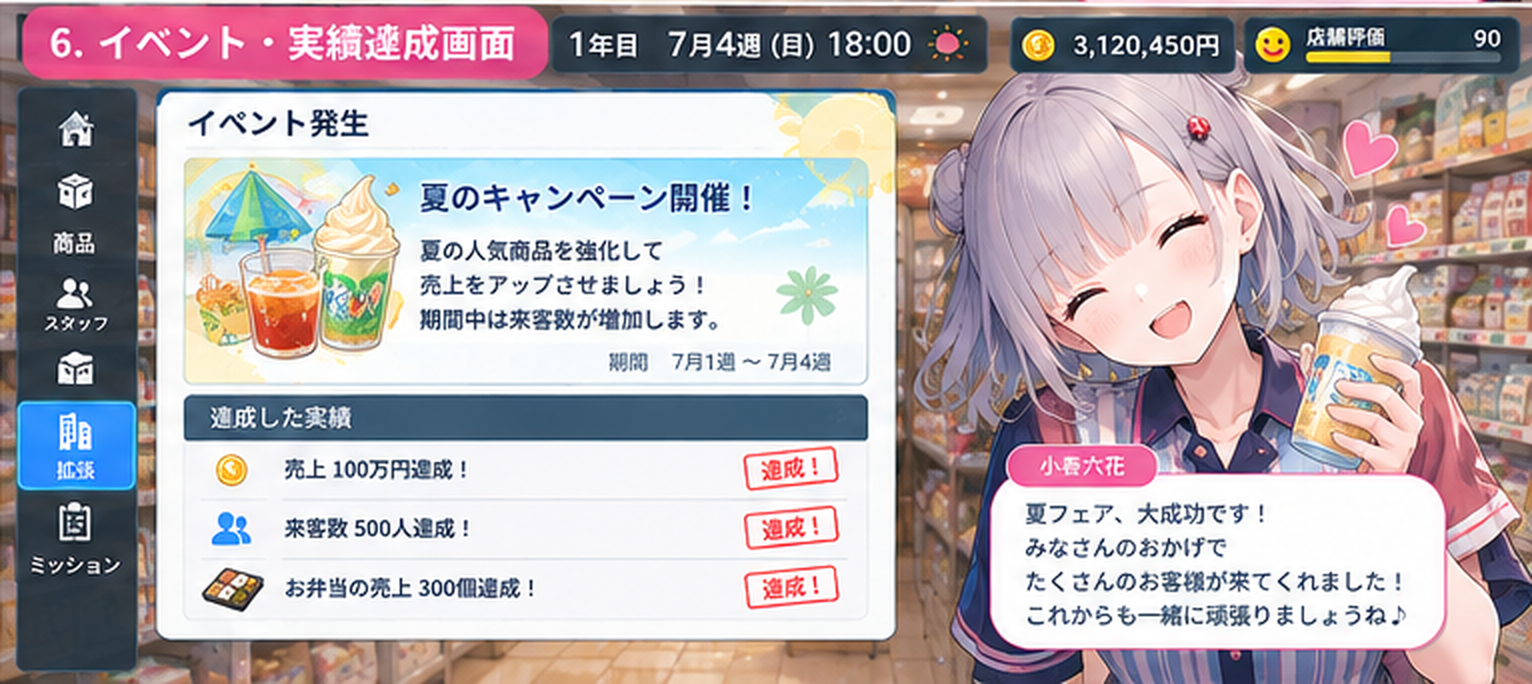 6. イベント・実績達成画面
1年目 7月4週 (目) 18:00
3,120,450円
店舗評価
90
商品
スタッフ
拡張
ミッション
イベント発生
夏のキャンペーン開催！
夏の人気商品を強化して
売上をアップさせましょう！
期間中は来客数が増加します。
期間 7月1週 ～ 7月4週
達成した実績
売上 100万円達成！
達成！
来客数 500人達成！
達成！
お弁当の売上 300個達成！
達成！
六花
夏フェア、大成功です！
みなさんのおかげで
たくさんのお客様が来てくれました！
これからも一緒に頑張りましょうね♪